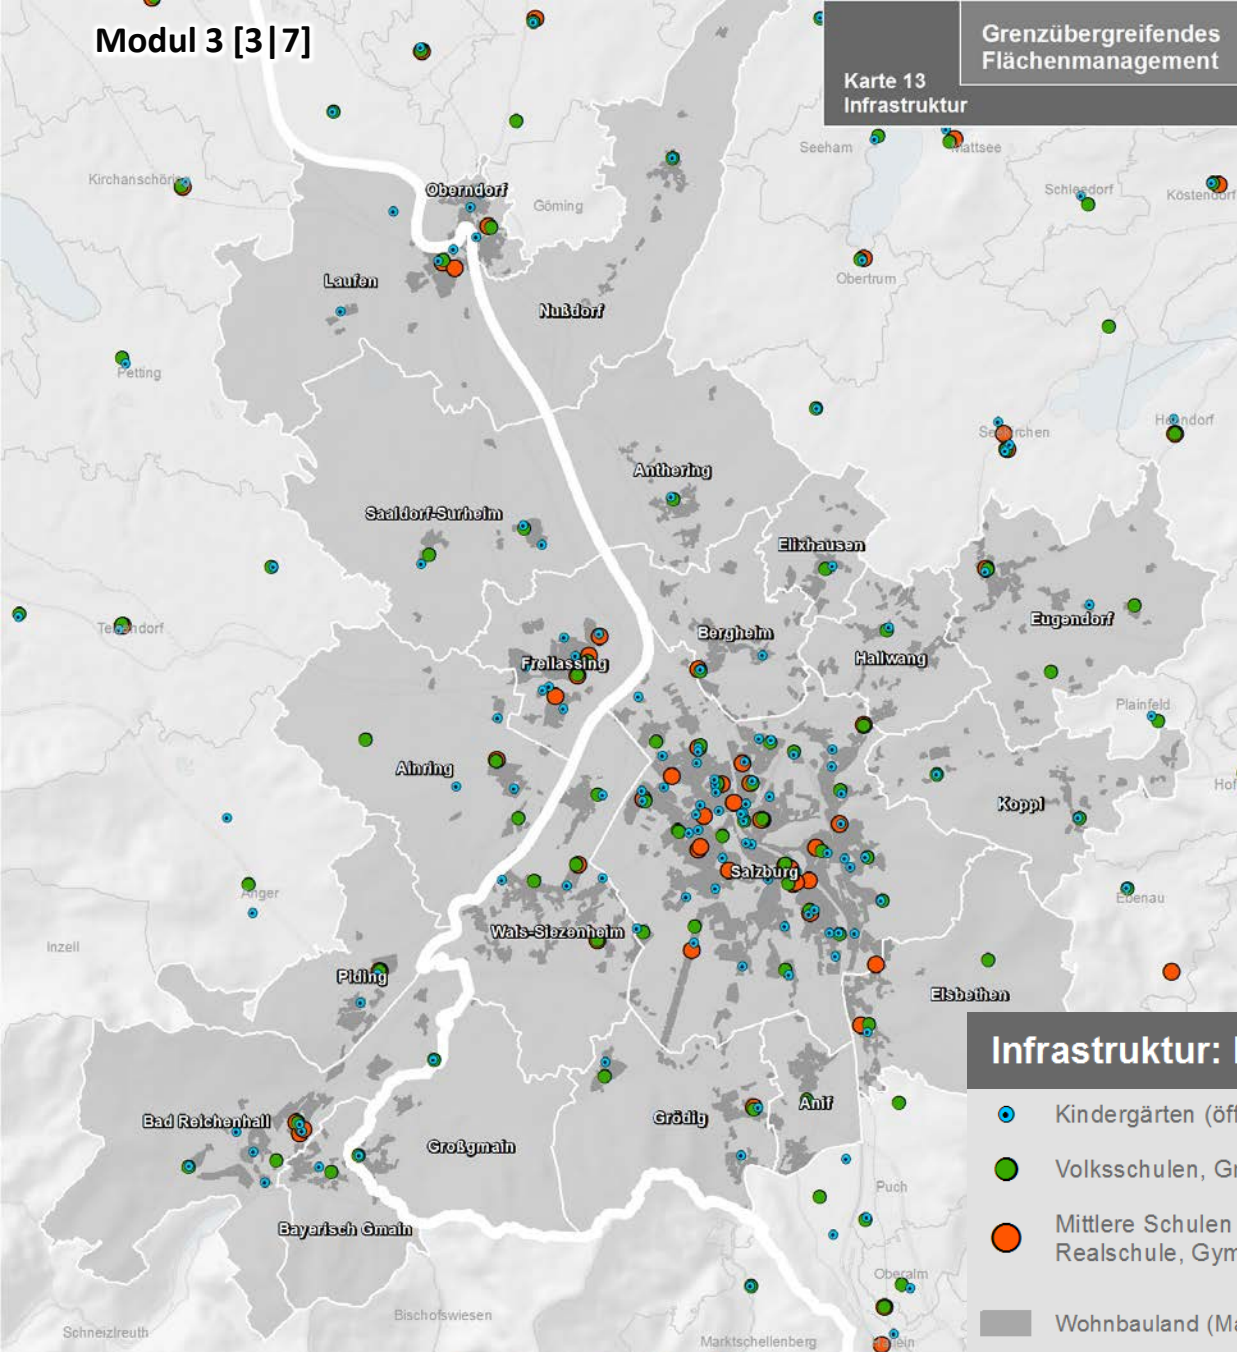 Modul 3 [3|7]
Grenzübergreifendes
Flächenmanagement
Karte 13
Infrastruktur
Seeham
Mattsee
Kirchanschöring
Oberndorf
Göming
Schleedorf
Köstendorf
Obertrum
Laufen
Nußdorf
Petting
Henndorf
Seekirchen
Anthering
Saaldorf-Surheim
Elixhausen
Eugendorf
Teisendorf
Bergheim
Hallwang
Freilassing
Plainfeld
Ainring
Hof
Koppl
Salzburg
Anger
Ebenau
Wals-Siezenheim
Inzell
Piding
Elsbethen
Infrastruktur:
Kindergärten (öff
Bad Reichenhall
Großgmain
Grödig
Anif
Volksschulen, Gr
Puch
Bayerisch Gmain
Mittlere Schulen
Realschule, Gym
Oberalm
Bischofswiesen
Schneizlreuth
Marktschellenberg
Hallein
Wohnbauland (Ma